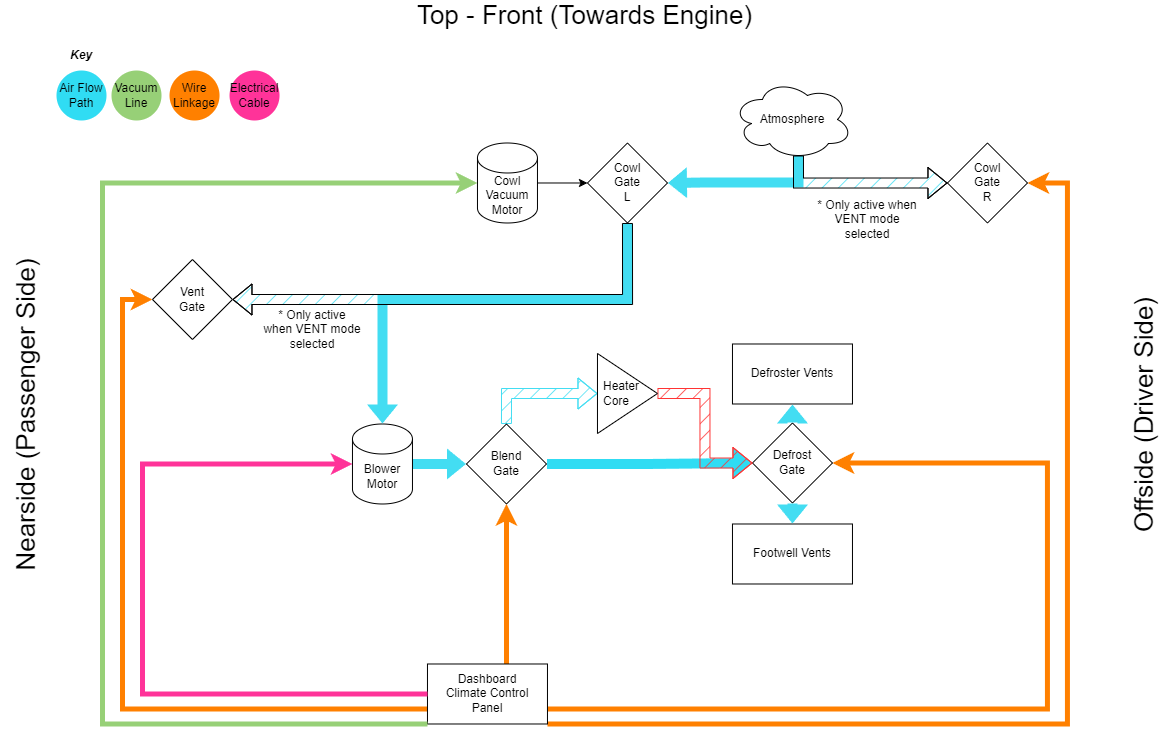 Top - Front (Towards Engine)
Key
Air Flow
Path
Vacuum
Line
Wire
Linkage
Electrical
Cable
Atmosphere
Cowl
Vacuum
Motor
Cowl
Gate
L
Cowl
Gate
R
* Only active when
VENT mode
selected
Vent
Gate
* Only active
when VENT mode
selected
Nearside (Passenger Side)
Offside (Driver Side)
Heater
Core
Defroster Vents
Blower
Motor
Blend
Gate
Defrost
Gate
Footwell Vents
Dashboard
Climate Control
Panel